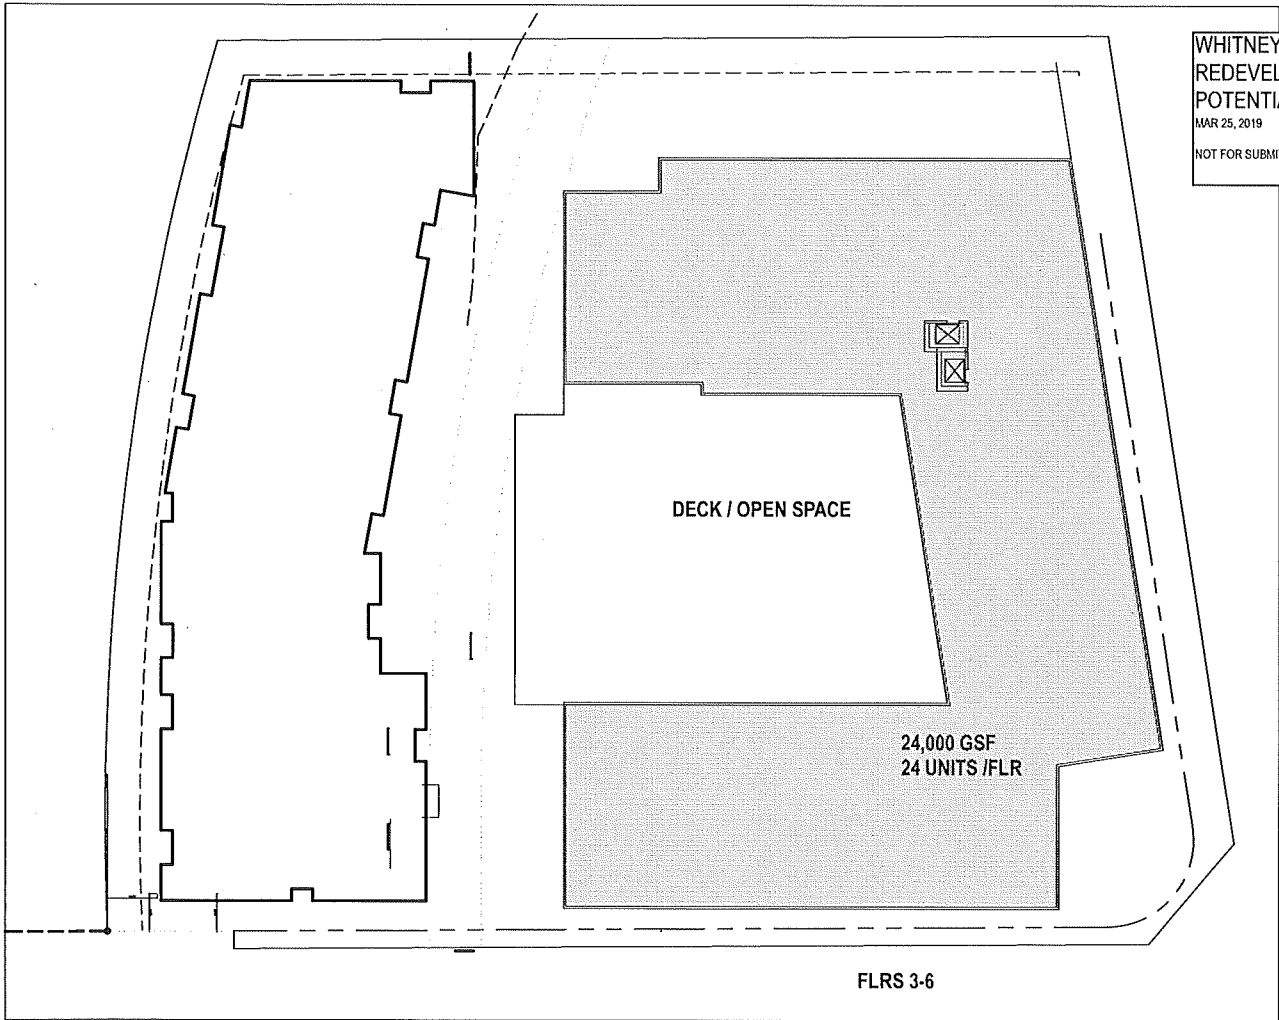 WHITNEY
REDEVEL
POTENTIA
MAR 25, 2019
NOT FOR SUBMI
DECK / OPEN SPACE
24,000 GSF
24 UNITS /FLR
FLRS 3-6